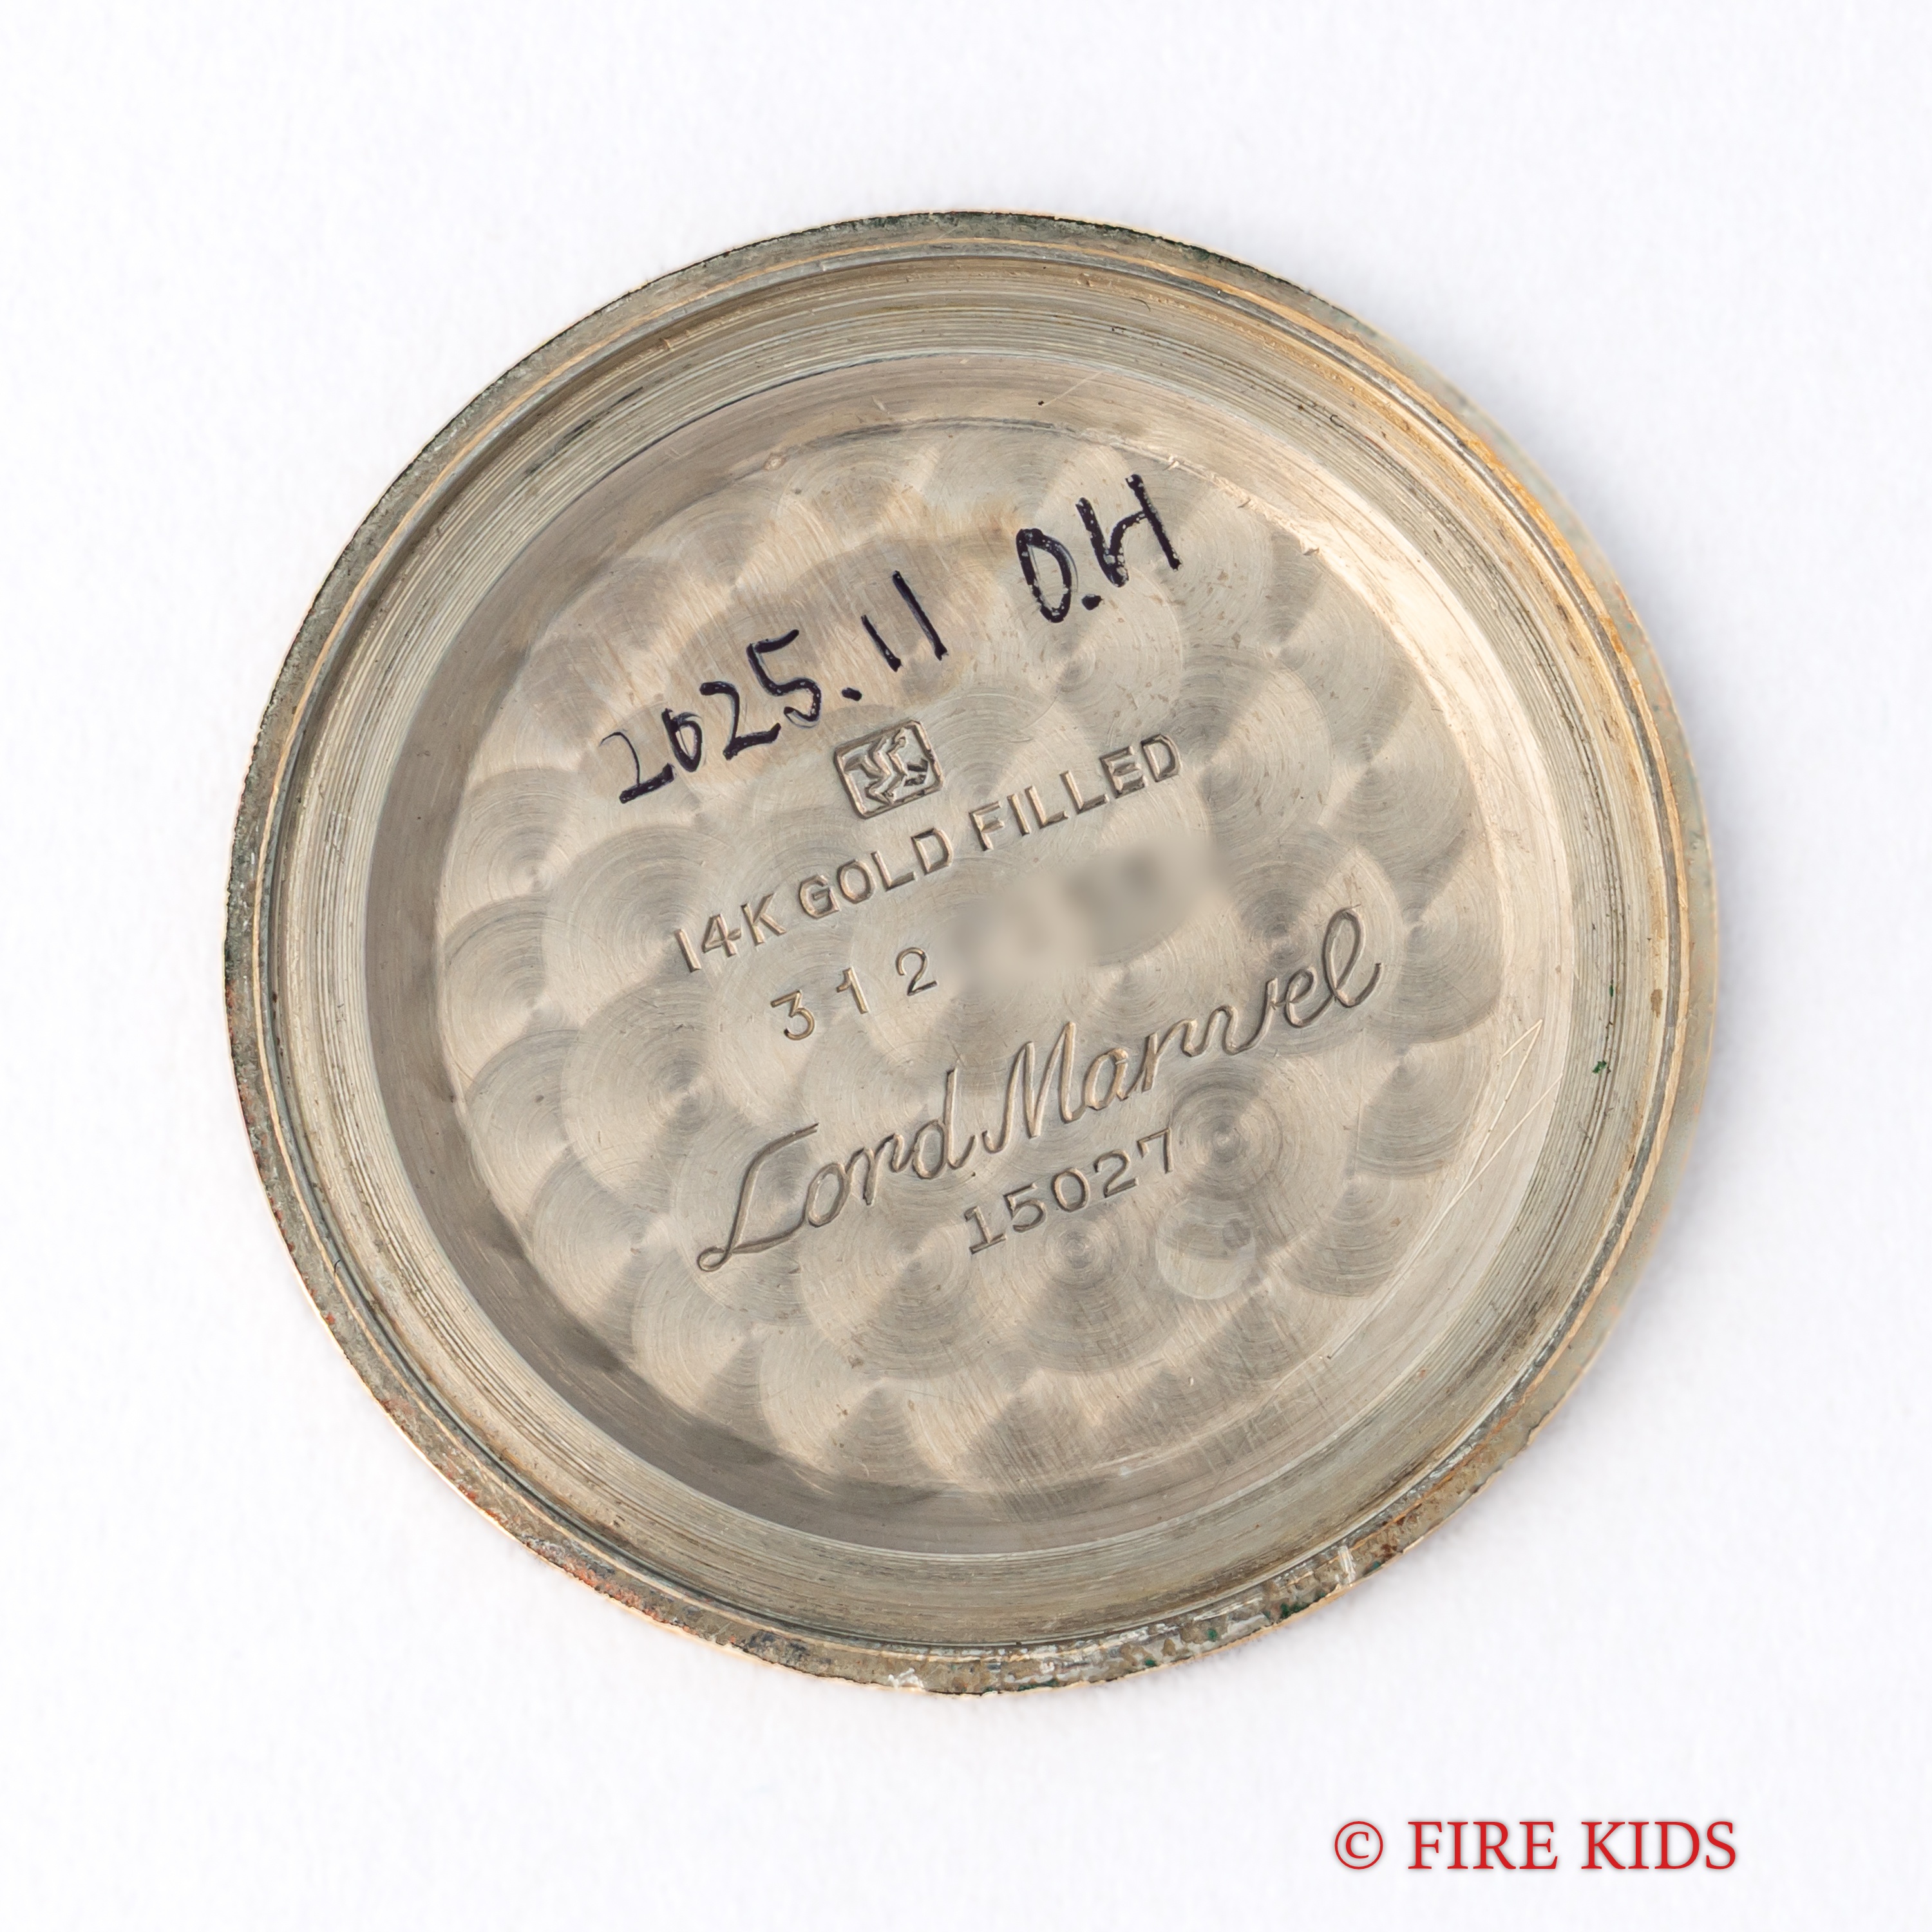 2025.11 O.H
14K GOLD FILLED
312
Lord Marvel
15027
© FIRE KIDS